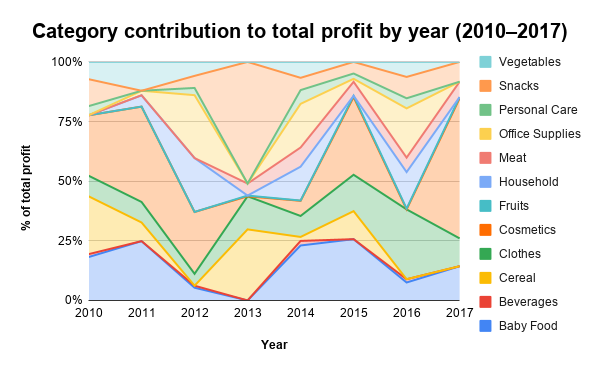 Category contribution to total profit by year (2010–2017)
100%
75%
50%
25%
0%
% of total profit
2010 2011 2012 2013 2014 2015 2016 2017
Year
Vegetables
Snacks
Personal Care
Office Supplies
Meat
Household
Fruits
Cosmetics
Clothes
Cereal
Beverages
Baby Food